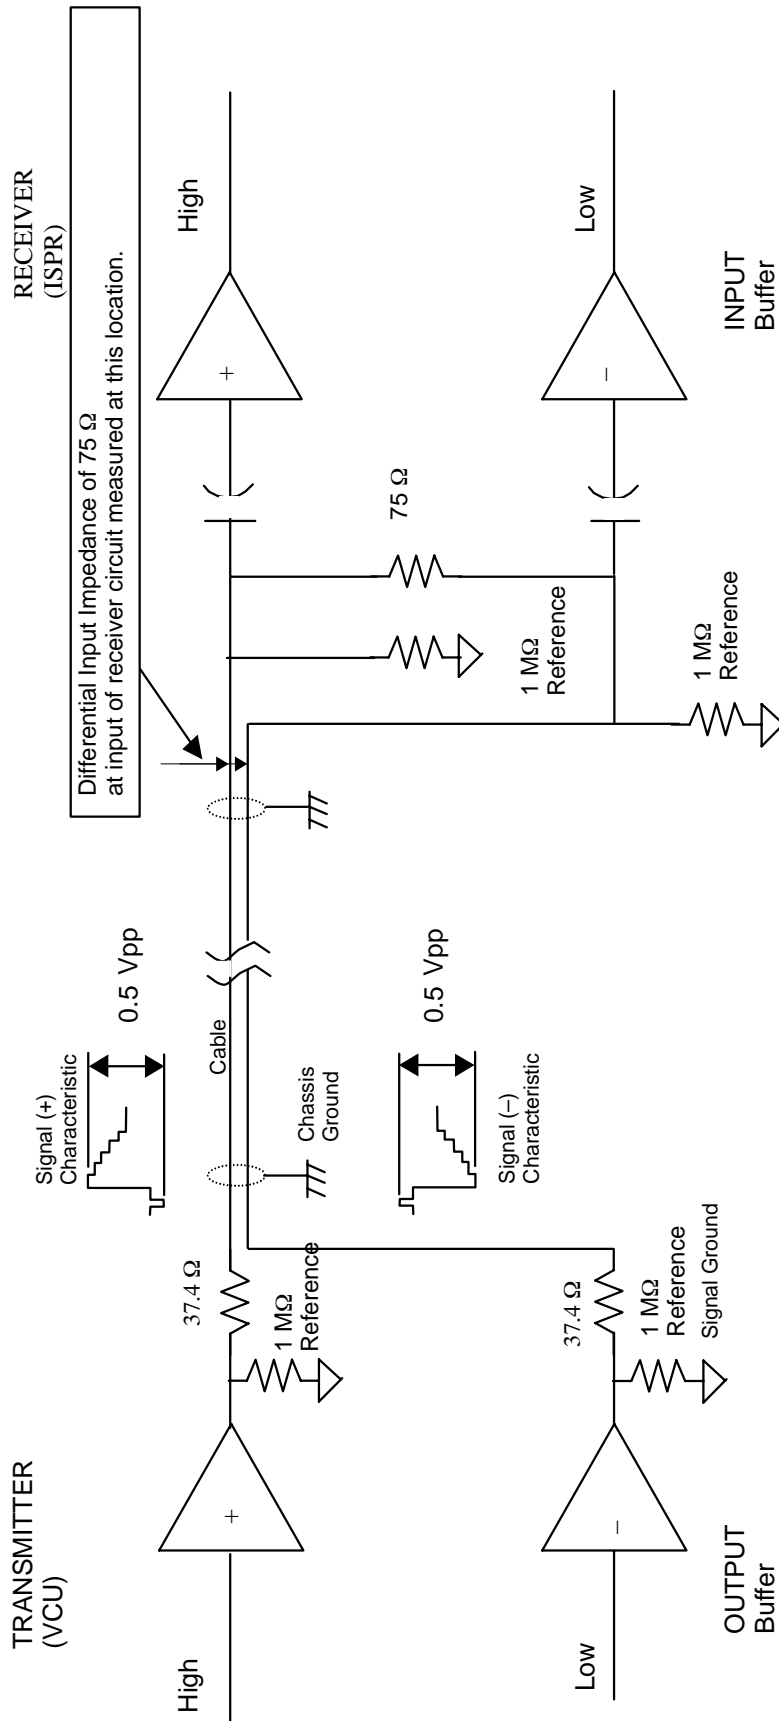 TRANSMITTER
(VCU)
RECEIVER
(ISPR)
Differential Input Impedance of 75 Ω
at input of receiver circuit measured at this location.
Signal (+)
Characteristic
0.5 Vpp
High
+
37.4 Ω
1 MΩ
Reference
Cable
Chassis
Ground
+
High
75 Ω
1 MΩ
Reference
0.5 Vpp
Signal (–)
Characteristic
Low
–
37.4 Ω
1 MΩ
Reference
Signal Ground
–
Low
1 MΩ
Reference
OUTPUT
Buffer
INPUT
Buffer